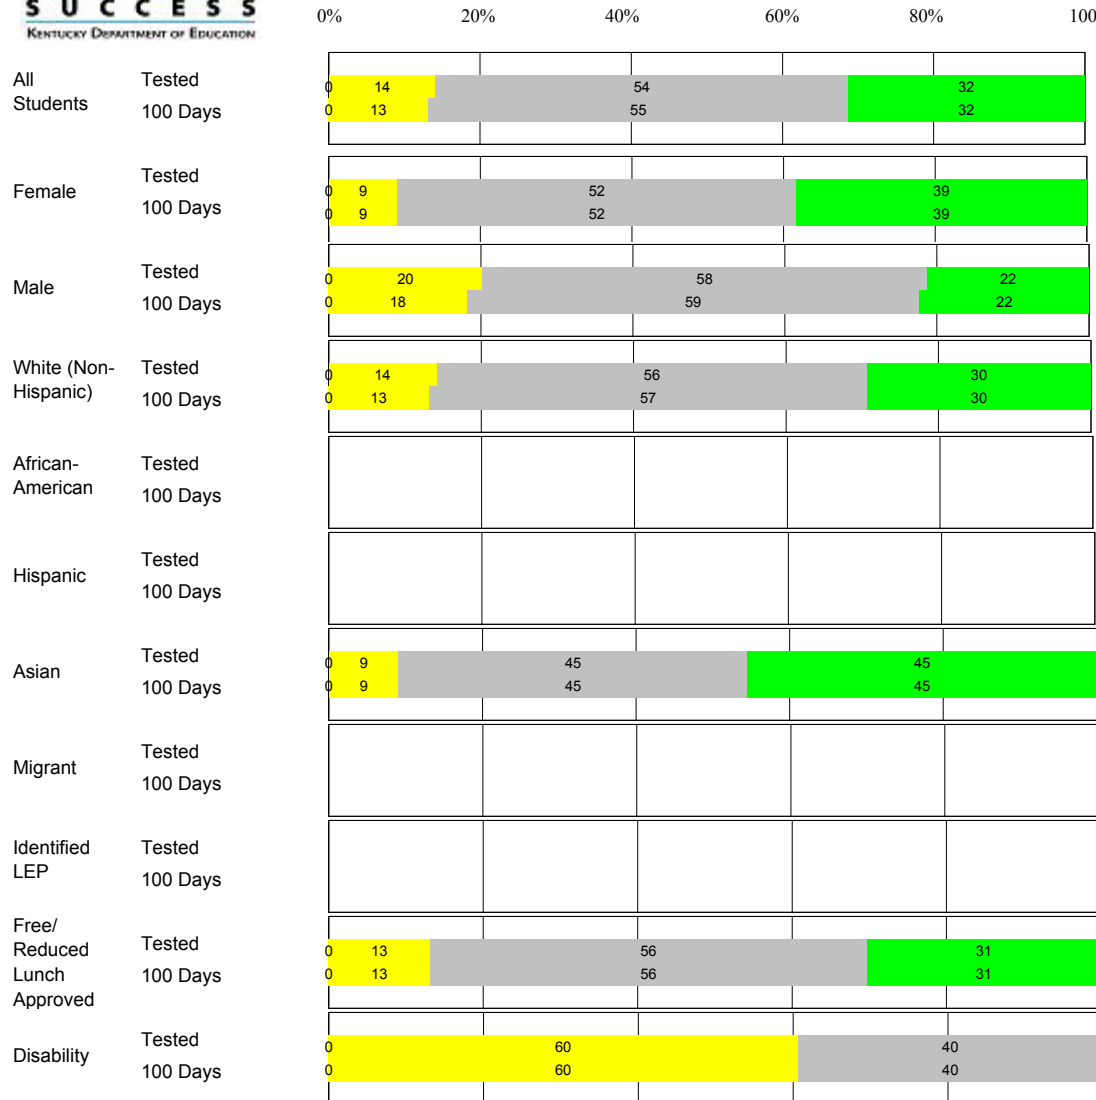 S U C C E S S
KENTUCKY DEPARTMENT OF EDUCATION
0% 20% 40% 60% 80% 100
All Students
Tested 0 14 54 32
100 Days 0 13 55 32
Female
Tested 0 9 52 39
100 Days 0 9 52 39
Male
Tested 0 20 58 22
100 Days 0 18 59 22
White (Non-
Hispanic)
Tested 0 14 56 30
100 Days 0 13 57 30
African-
American
Tested
100 Days
Hispanic
Tested
100 Days
Asian
Tested 0 9 45 45
100 Days 0 9 45 45
Migrant
Tested
100 Days
Identified
LEP
Tested
100 Days
Free/
Reduced
Lunch
Approved
Tested 0 13 56 31
100 Days 0 13 56 31
Disability
Tested 0 60 40
100 Days 0 60 40